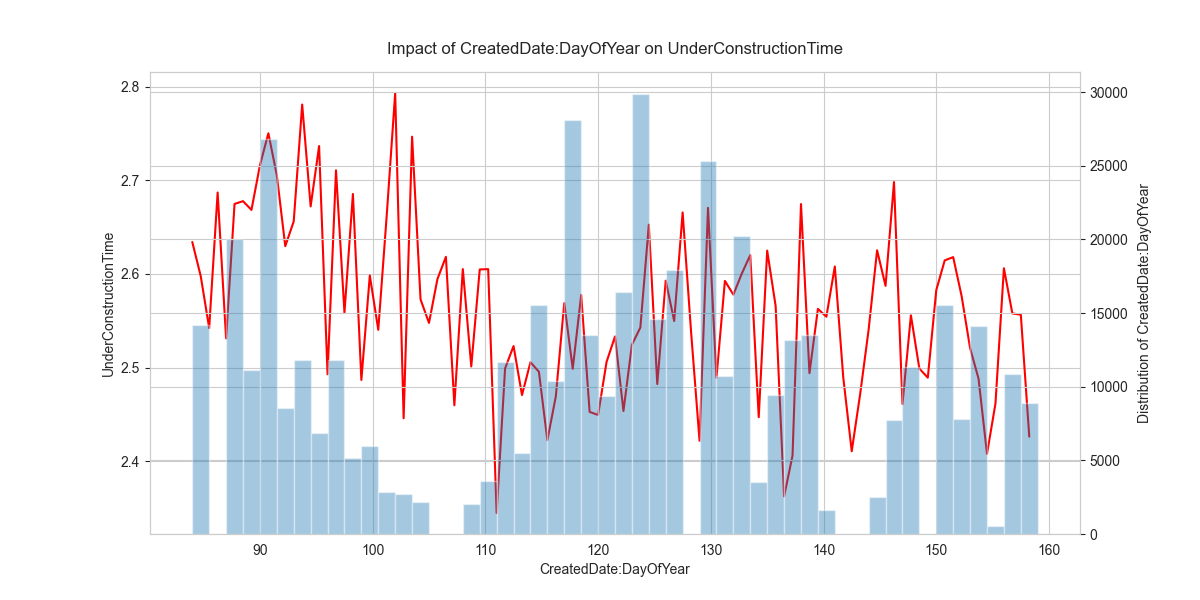 Impact of CreatedDate:DayOfYear on UnderConstructionTime
2.8
2.7
2.6
2.5
2.4
UnderConstructionTime
30000
25000
20000
15000
10000
5000
0
Distribution of CreatedDate:DayOfYear
90 100 110 120 130 140 150 160
CreatedDate:DayOfYear